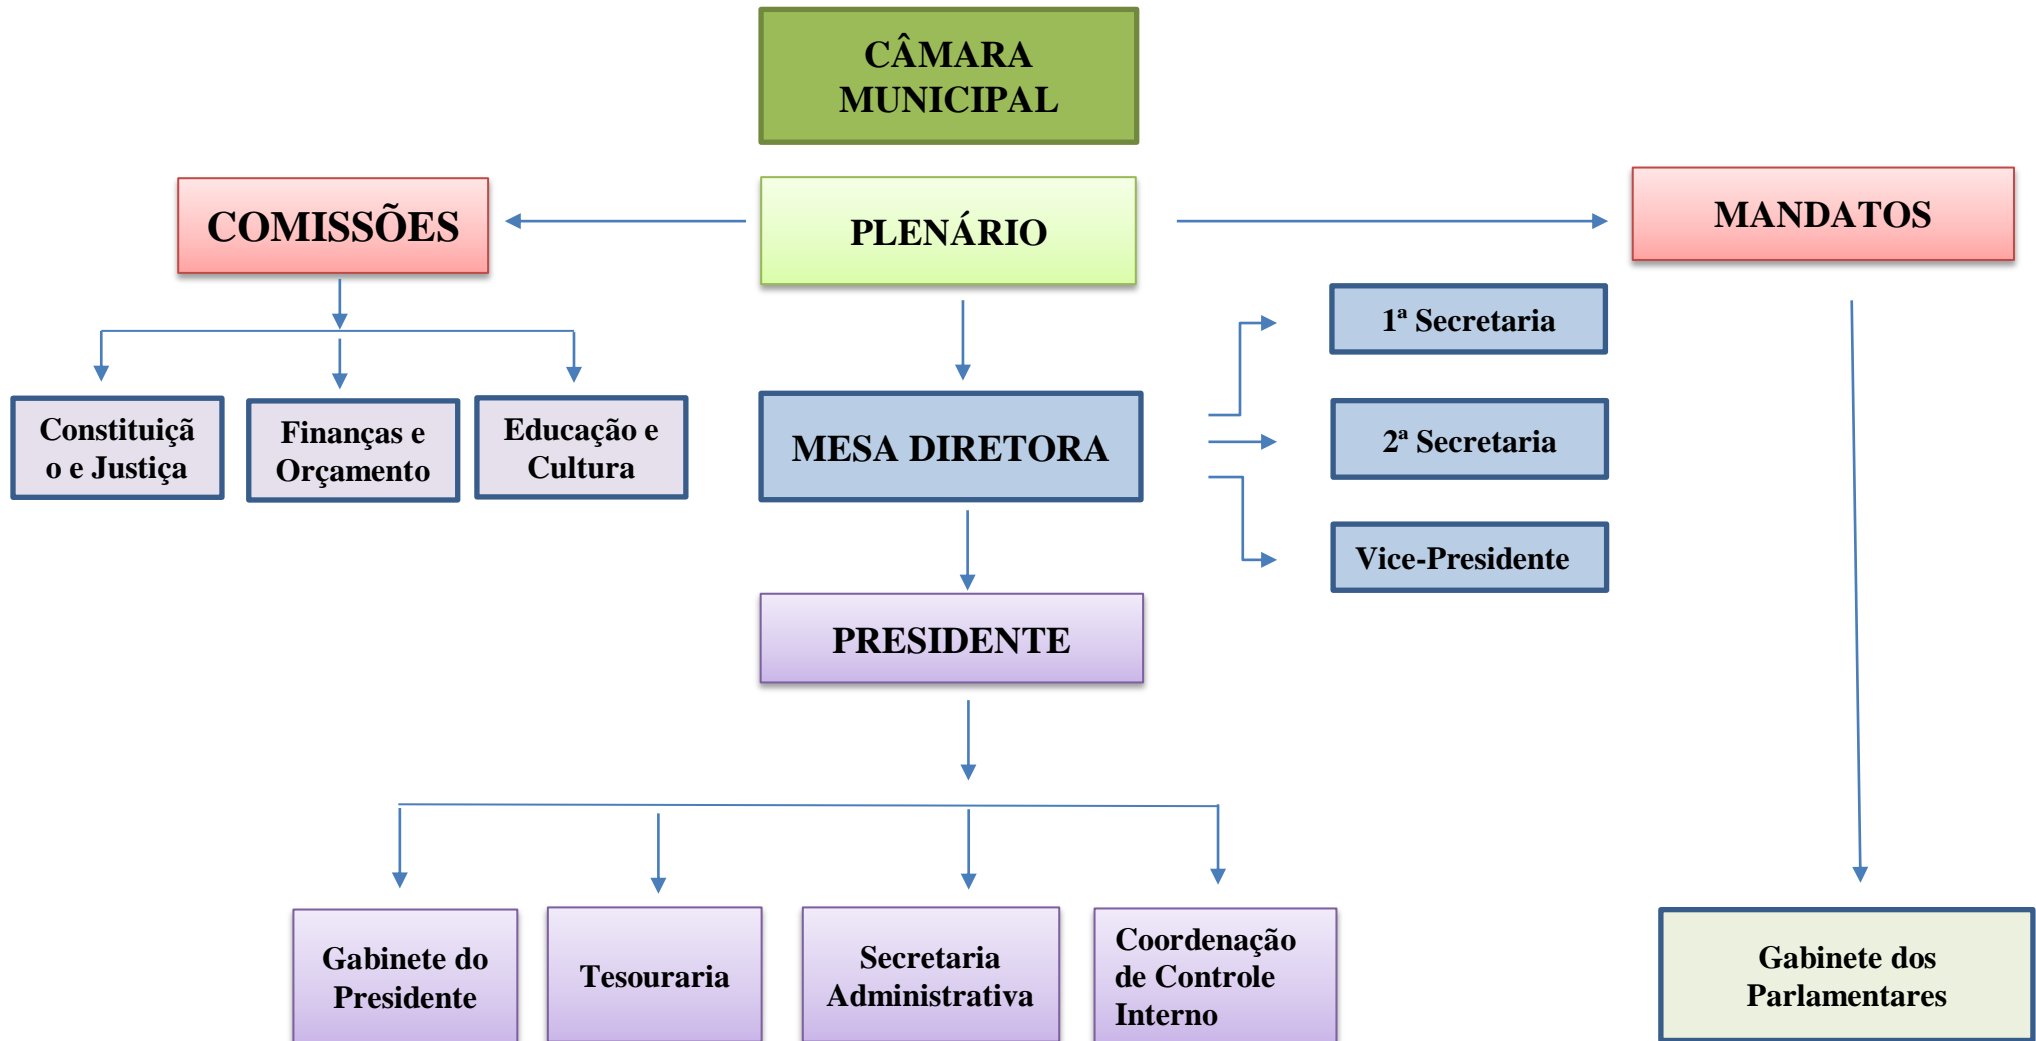 CÂMARA
MUNICIPAL
COMISSÕES
PLENÁRIO
MANDATOS
1ª Secretaria
Constituiçã
o e Justiça
Finanças e
Orçamento
Educação e
Cultura
MESA DIRETORA
2ª Secretaria
Vice-Presidente
PRESIDENTE
Gabinete do
Presidente
Tesouraria
Secretaria
Administrativa
Coordenação
de Controle
Interno
Gabinete dos
Parlamentares